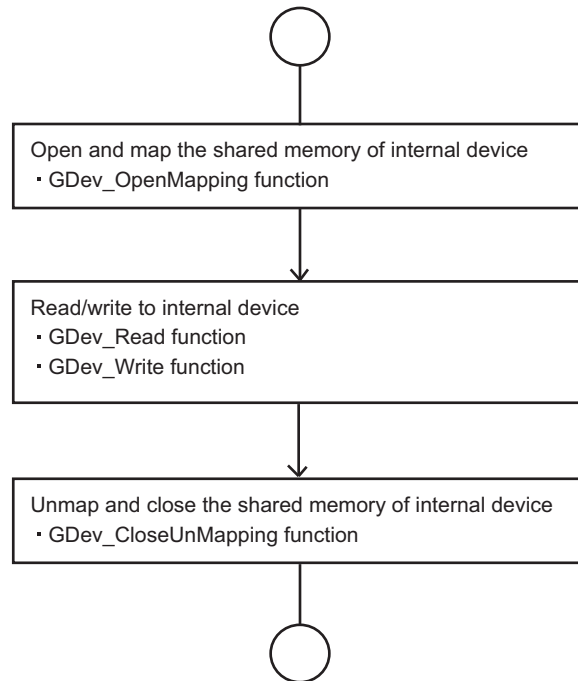 Open and map the shared memory of internal device
・GDev_OpenMapping function
Read/write to internal device
・GDev_Read function
・GDev_Write function
Unmap and close the shared memory of internal device
・GDev_CloseUnMapping function